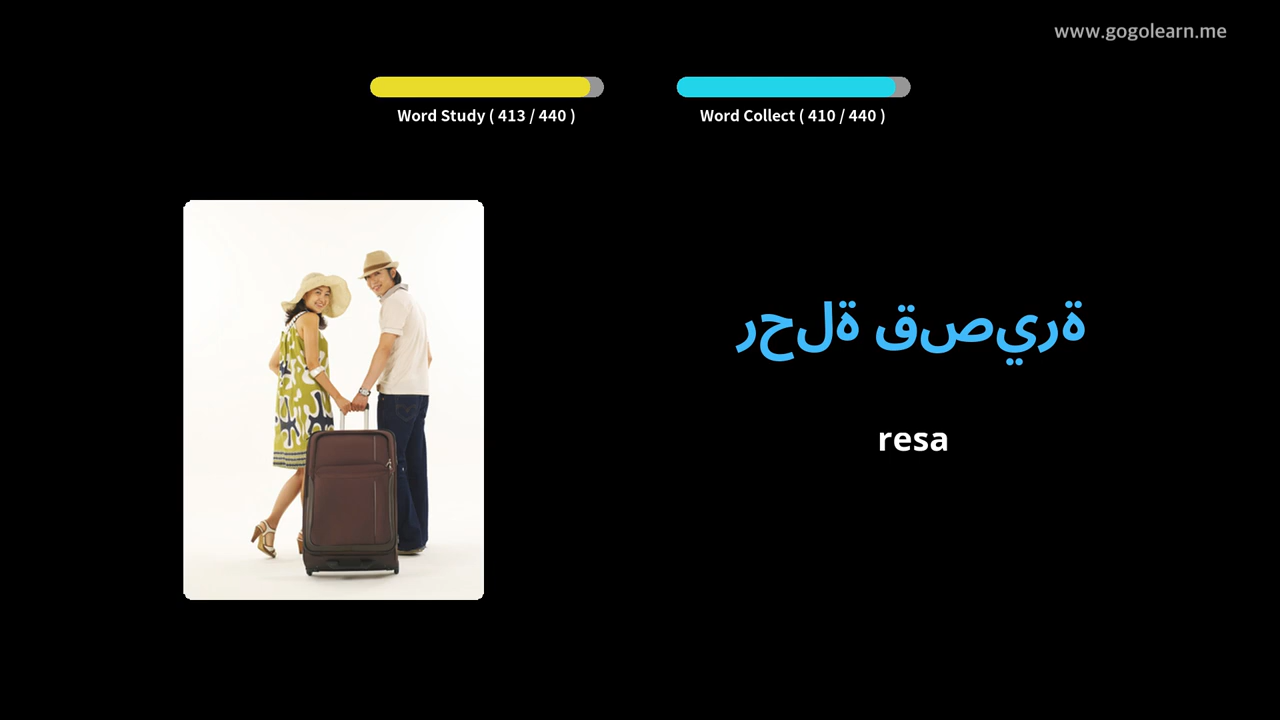 www.gogolearn.me
Word Study ( 413 / 440 )
Word Collect ( 410 / 440 )
رحلة قصيرة
resa